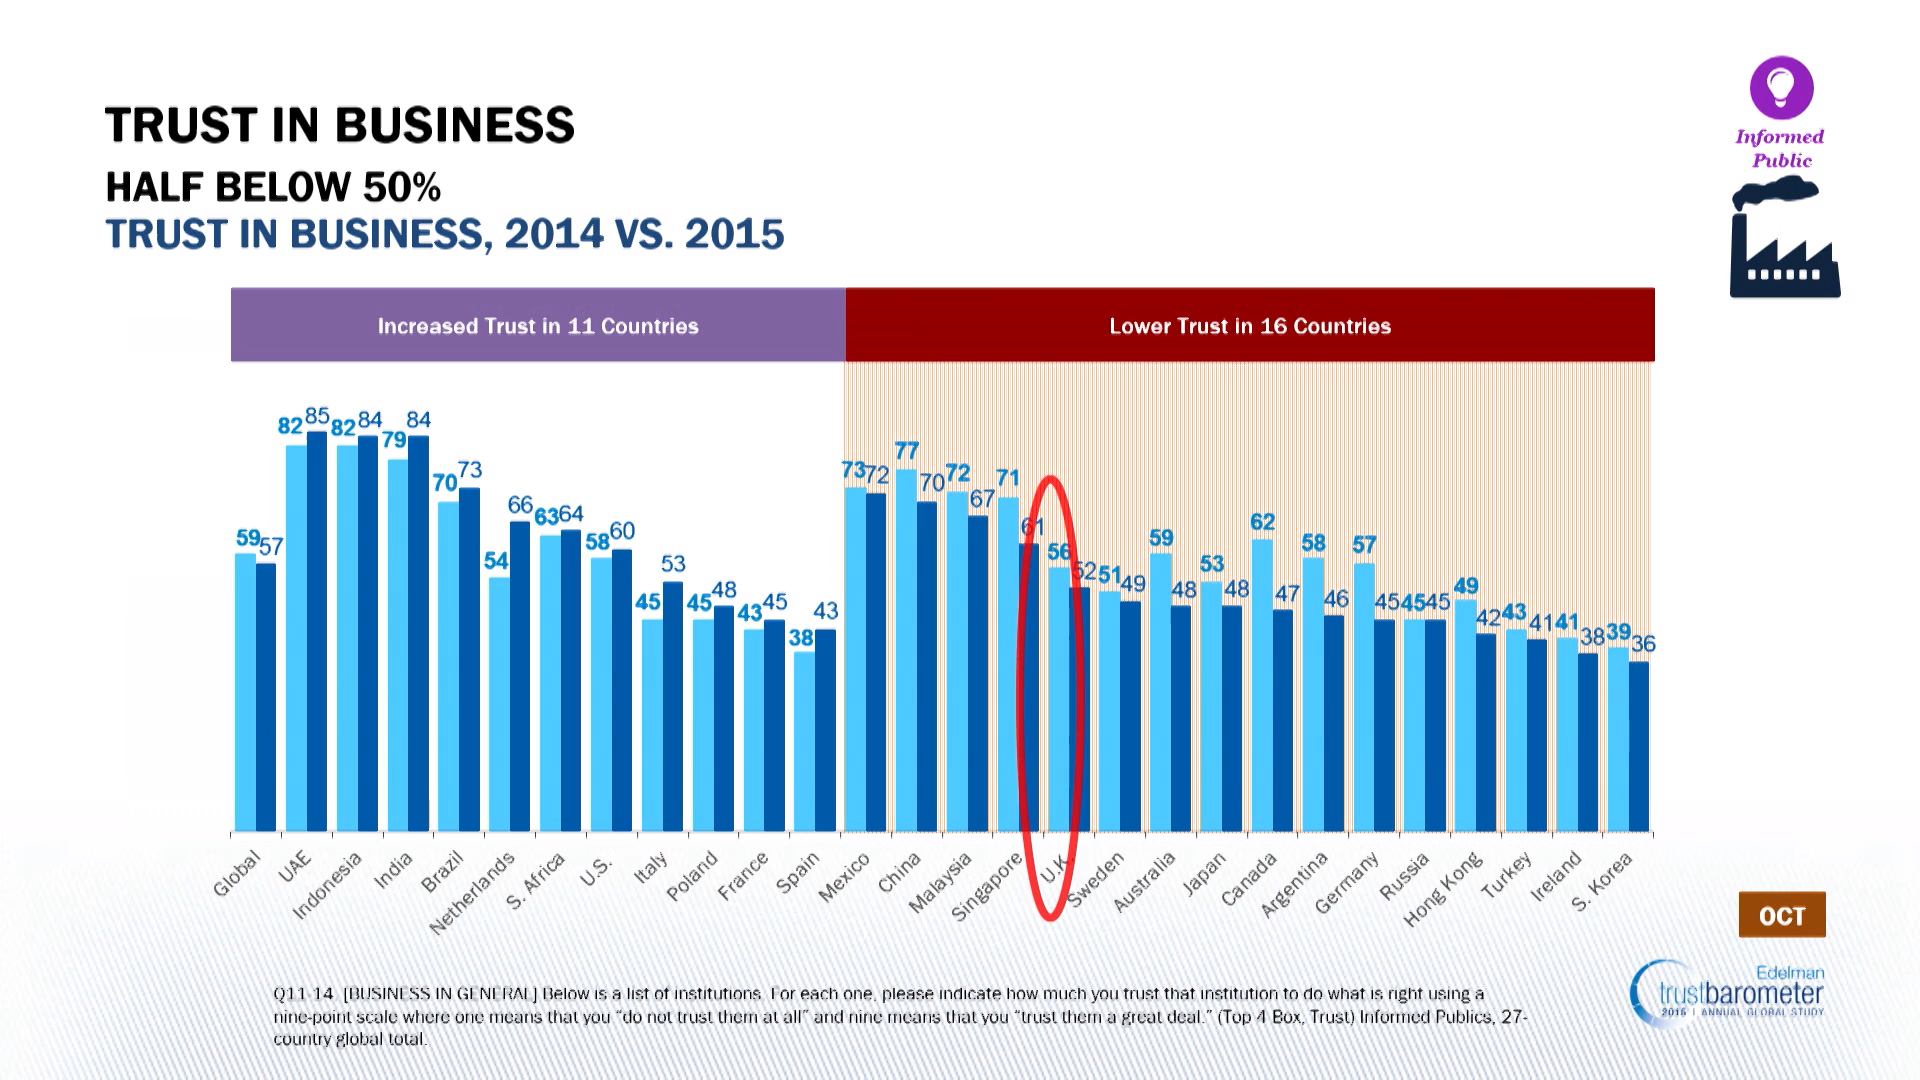 TRUST IN BUSINESS
HALF BELOW 50%
TRUST IN BUSINESS, 2014 VS. 2015
Informed
Public
Increased Trust in 11 Countries
Lower Trust in 16 Countries
59 57 82 85 82 84 79 84 70 73 54 66 63 64 58 60 45 53 45 48 43 45 38 43 73 72 77 70 72 67 71 61 56 52 51 49 59 48 53 48 62 47 58 46 57 45 45 45 49 42 43 41 41 38 39 36
Global UAE Indonesia India Brazil Netherlands S. Africa U.S. Italy Poland France Spain Mexico China Malaysia Singapore U.K. Sweden Australia Japan Canada Argentina Germany Russia Hong Kong Turkey Ireland S. Korea
OCT
Q11-14. [BUSINESS IN GENERAL] Below is a list of institutions. For each one, please indicate how much you trust that institution to do what is right using a
nine-point scale where one means that you “do not trust them at all” and nine means that you “trust them a great deal.” (Top 4 Box, Trust) Informed Publics, 27-
country global total.
Edelman
trustbarometer
2015 | ANNUAL GLOBAL STUDY